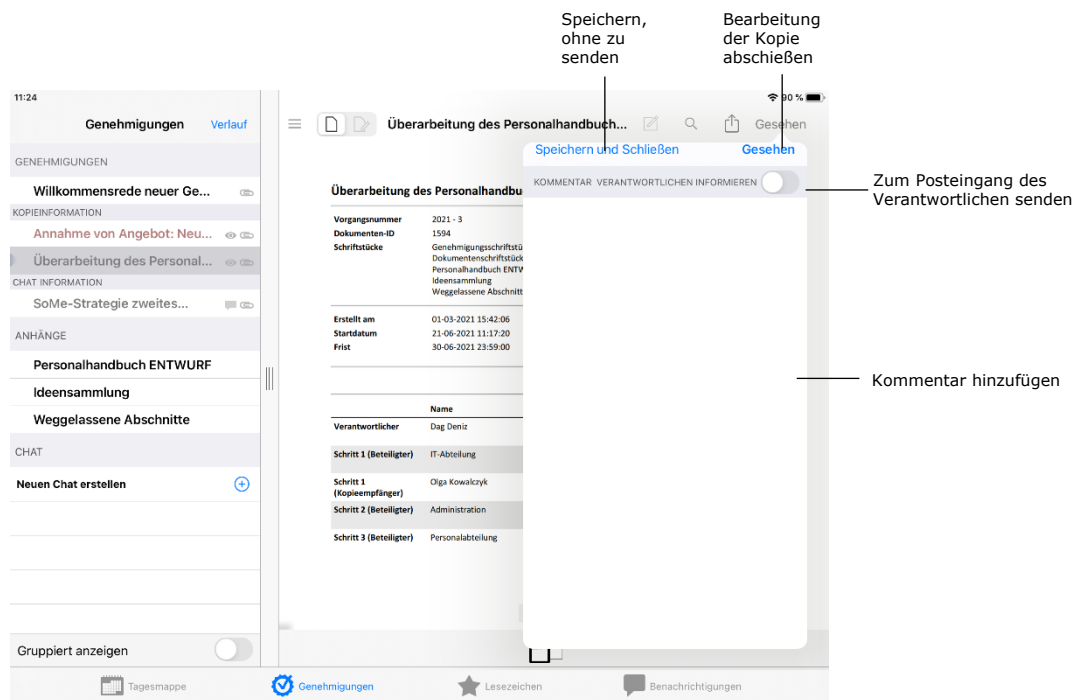 Speichern,
ohne zu
senden
Bearbeitung
der Kopie
abschießen
11:24
90 %
Genehmigungen
Verlauf
Überarbeitung des Personalhandbuch...
Gesehen
Speichern und Schließen
Gesehen
KOMMENTAR VERANTWORTLICHEN INFORMIEREN
Zum Posteingang des
Verantwortlichen senden
Kommentar hinzufügen
GENEHMIGUNGEN
Willkommensrede neuer Ge...
KOPIEINFORMATION
Annahme von Angebot: Neu...
Überarbeitung des Personal...
CHAT INFORMATION
SoMe-Strategie zweites...
ANHÄNGE
Personalhandbuch ENTWURF
Ideensammlung
Weggelassene Abschnitte
CHAT
Neuen Chat erstellen
Gruppiert anzeigen
Überarbeitung des Personalhandbu
Vorgangsnummer 2021 - 3
Dokumenten-ID 1594
Schriftstücke Genehmigungsschriftstü
Dokumentenschriftstück
Personalhandbuch ENTW
Ideensammlung
Weggelassene Abschnitt
Erstellt am 01-03-2021 15:42:06
Startdatum 21-06-2021 11:17:20
Frist 30-06-2021 23:59:00
Name
Verantwortlicher Dag Deniz
Schritt 1 (Beteiligter) IT-Abteilung
Schritt 1 Olga Kowalczyk
(Kopieempfänger)
Schritt 2 (Beteiligter) Administration
Schritt 3 (Beteiligter) Personalabteilung
Tagesmappe
Genehmigungen
Lesezeichen
Benachrichtigungen